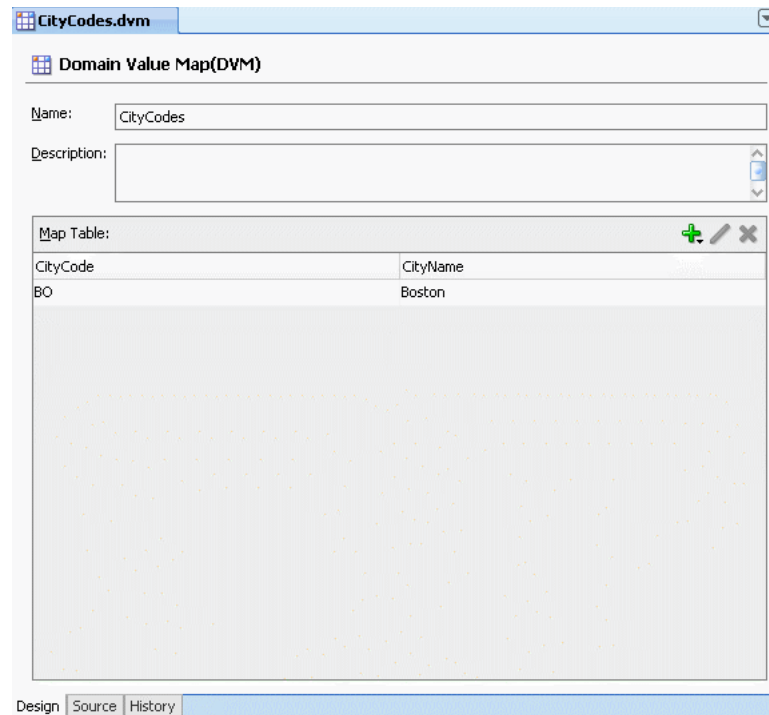 CityCodes.dvm
Domain Value Map(DVM)
Name: CityCodes
Description:
Map Table:
CityCode CityName
BO Boston
Design Source History